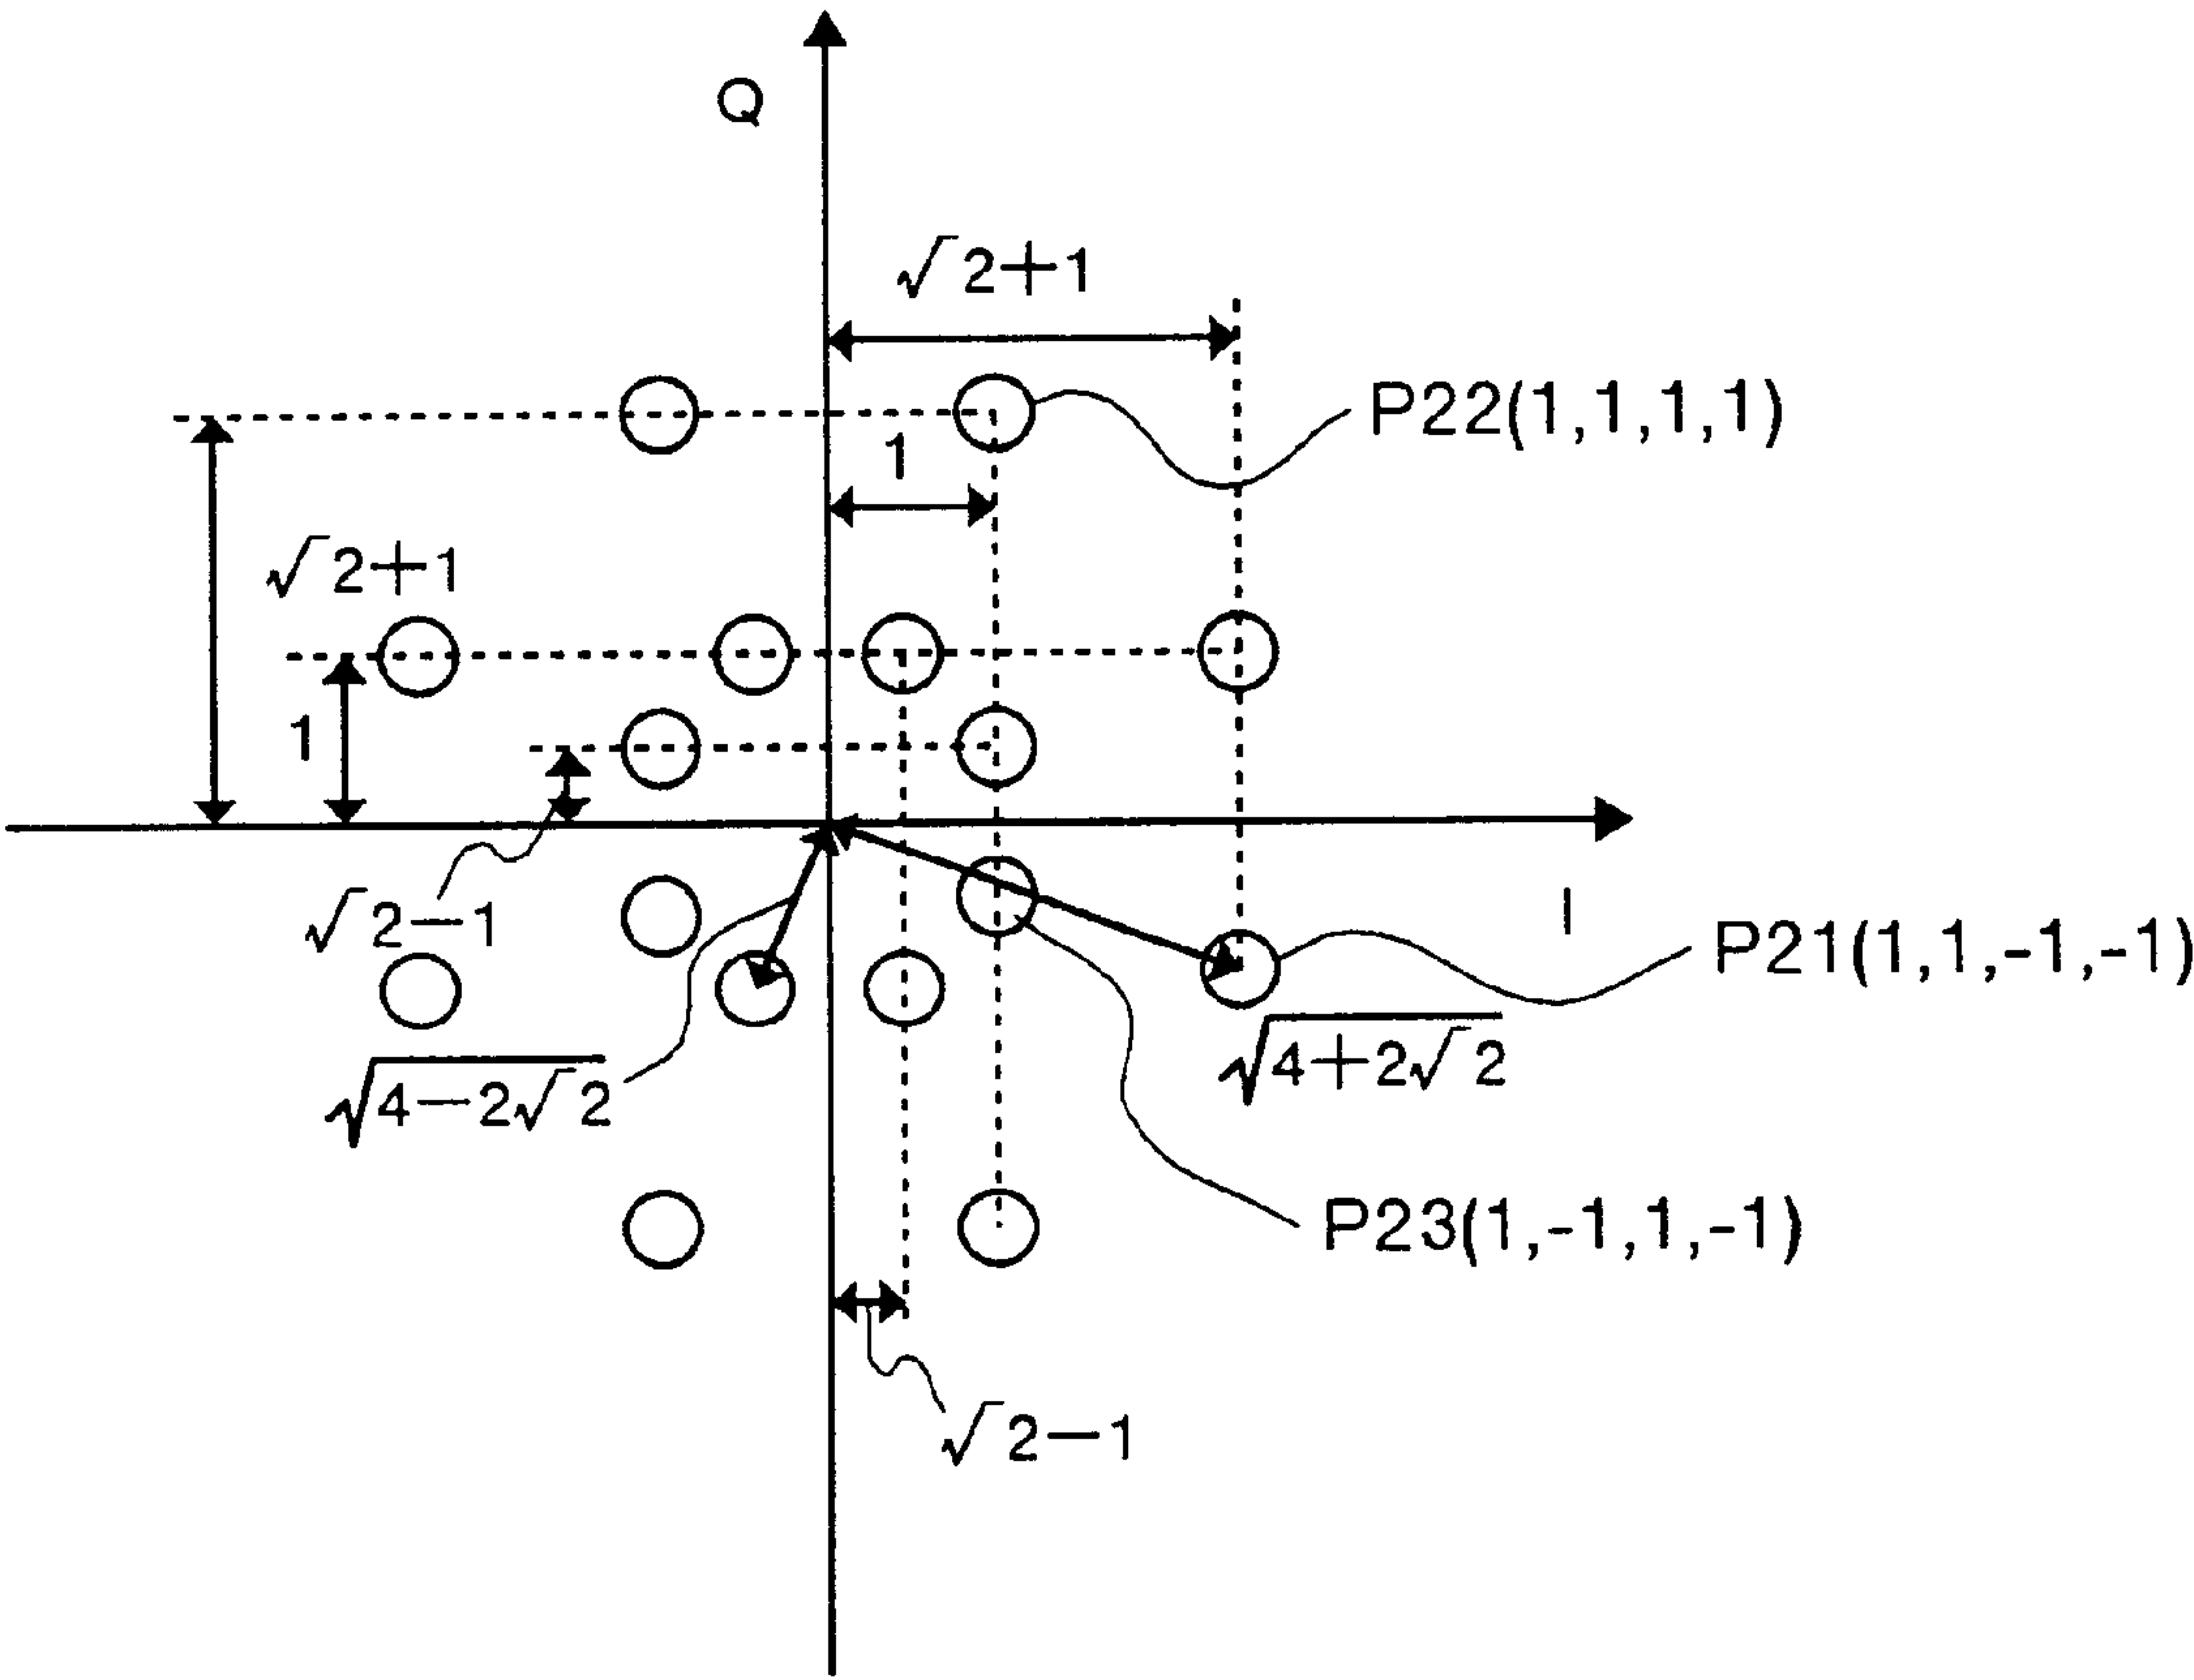 Q
√2+1
P22(1,1,1,1)
1
√2+1
1
√2−1
I
P21(1,1,-1,-1)
√4+2√2
√4−2√2
P23(1,-1,1,-1)
√2−1